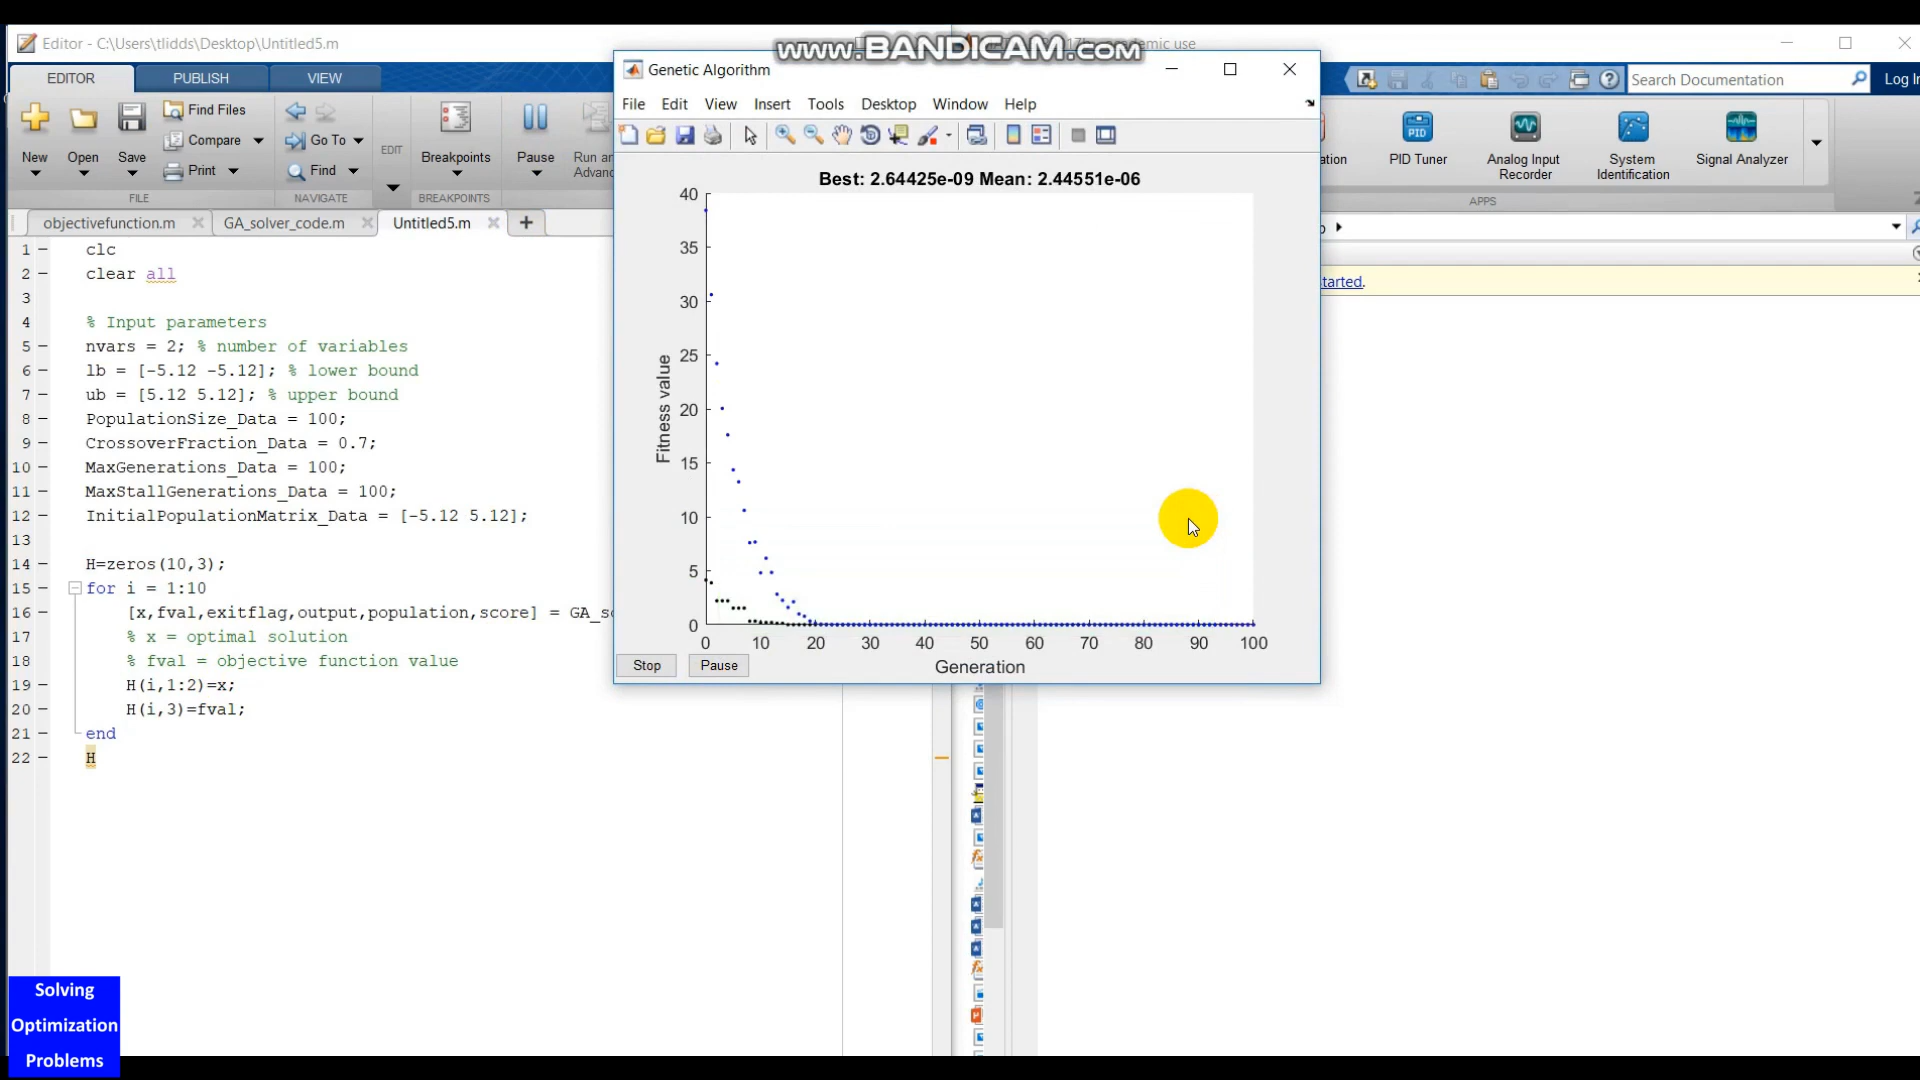 www.BANDICAM.com
Editor - C:\Users\tlidds\Desktop\Untitled5.m
emic use
EDITOR
PUBLISH
VIEW
Search Documentation
Log In
New
Open
Save
Find Files
Compare
Print
Go To
Find
EDIT
Breakpoints
Pause
Run an
Advanc
FILE
NAVIGATE
BREAKPOINTS
ation
PID Tuner
Analog Input
Recorder
System
Identification
Signal Analyzer
APPS
started.
objectivefunction.m
GA_solver_code.m
Untitled5.m
1 clc
2 clear all
3
4 % Input parameters
5 nvars = 2; % number of variables
6 lb = [-5.12 -5.12]; % lower bound
7 ub = [5.12 5.12]; % upper bound
8 PopulationSize_Data = 100;
9 CrossoverFraction_Data = 0.7;
10 MaxGenerations_Data = 100;
11 MaxStallGenerations_Data = 100;
12 InitialPopulationMatrix_Data = [-5.12 5.12];
13
14 H=zeros(10,3);
15 for i = 1:10
16 [x,fval,exitflag,output,population,score] = GA_so
17 % x = optimal solution
18 % fval = objective function value
19 H(i,1:2)=x;
20 H(i,3)=fval;
21 end
22 H
Genetic Algorithm
File Edit View Insert Tools Desktop Window Help
Best: 2.64425e-09 Mean: 2.44551e-06
40
35
30
25
20
15
10
5
0
Fitness value
0 10 20 30 40 50 60 70 80 90 100
Generation
Stop
Pause
Solving
Optimization
Problems